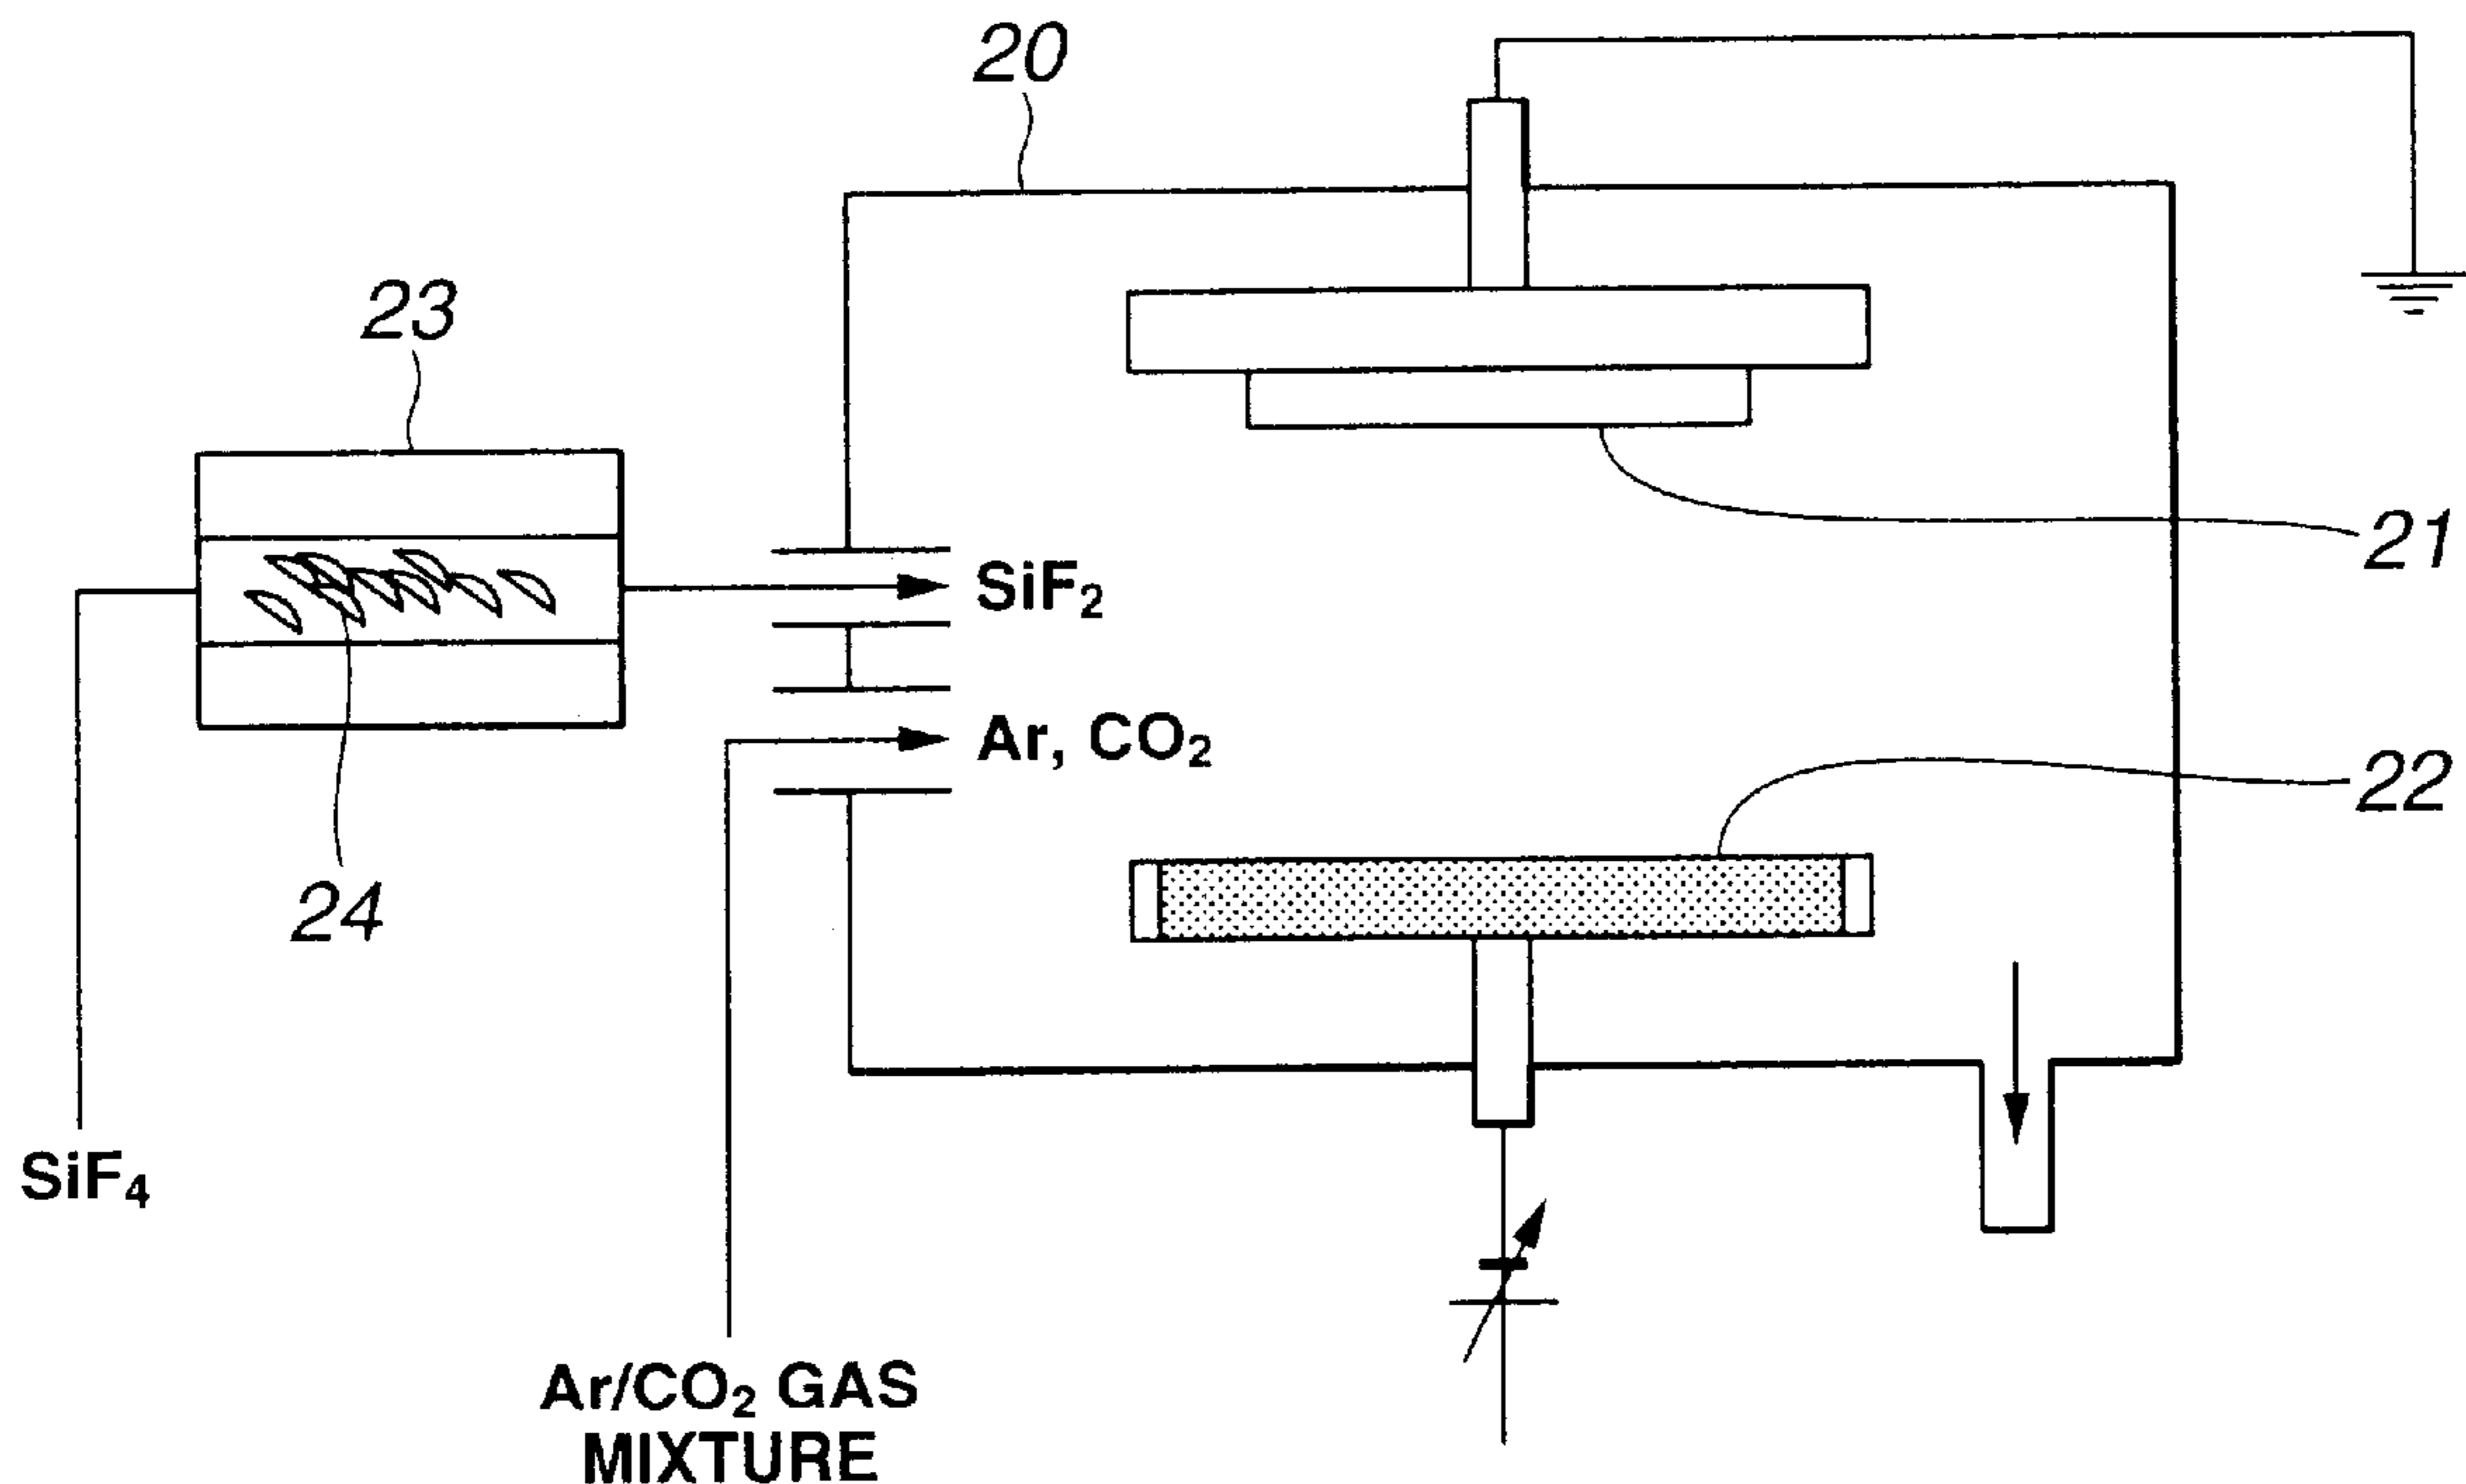 20
23
SiF₂
21
Ar, CO₂
22
24
SiF₄
Ar/CO₂ GAS
MIXTURE